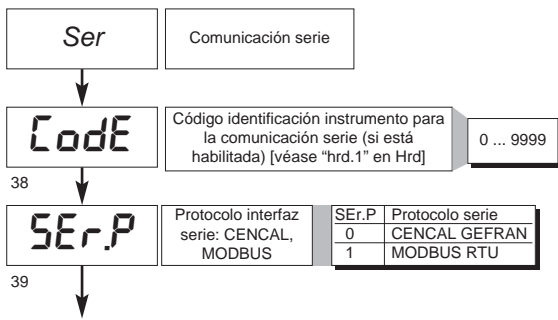 Ser
Comunicación serie
CodE
Código identificación instrumento para
la comunicación serie (si está
habilitada) [véase “hrd.1” en Hrd]
0 ... 9999
38
SEr.P
Protocolo interfaz
serie: CENCAL,
MODBUS
SEr.P Protocolo serie
0 CENCAL GEFRAN
1 MODBUS RTU
39